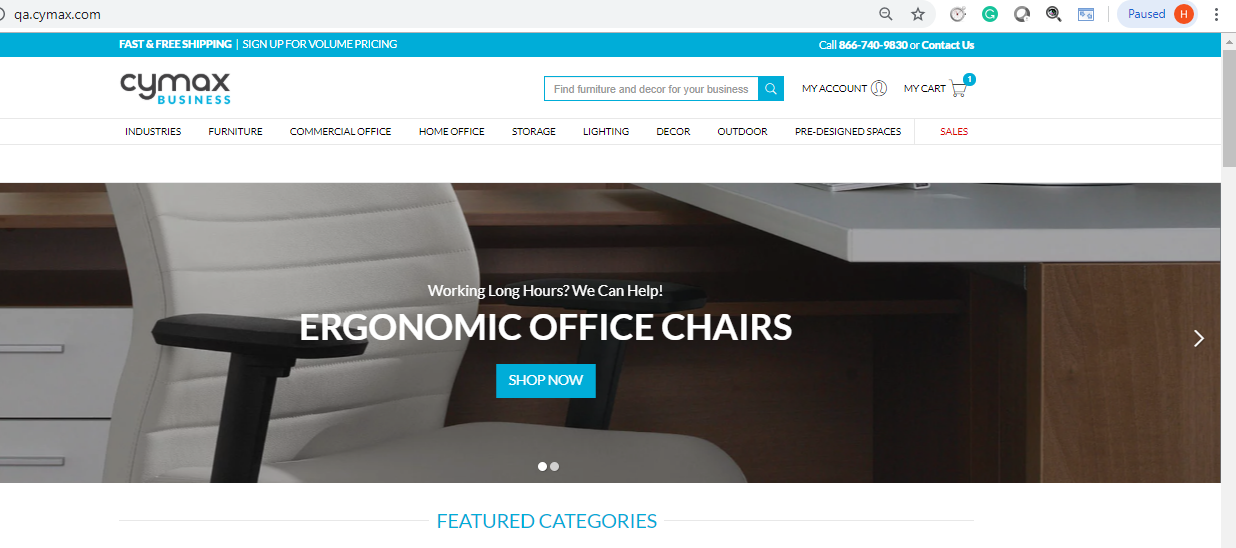 qa.cymax.com
Paused H
FAST & FREE SHIPPING | SIGN UP FOR VOLUME PRICING
Call 866-740-9830 or Contact Us
cymax
BUSINESS
Find furniture and decor for your business
MY ACCOUNT
MY CART 1
INDUSTRIES FURNITURE COMMERCIAL OFFICE HOME OFFICE STORAGE LIGHTING DECOR OUTDOOR PRE-DESIGNED SPACES SALES
Working Long Hours? We Can Help!
ERGONOMIC OFFICE CHAIRS
SHOP NOW
FEATURED CATEGORIES